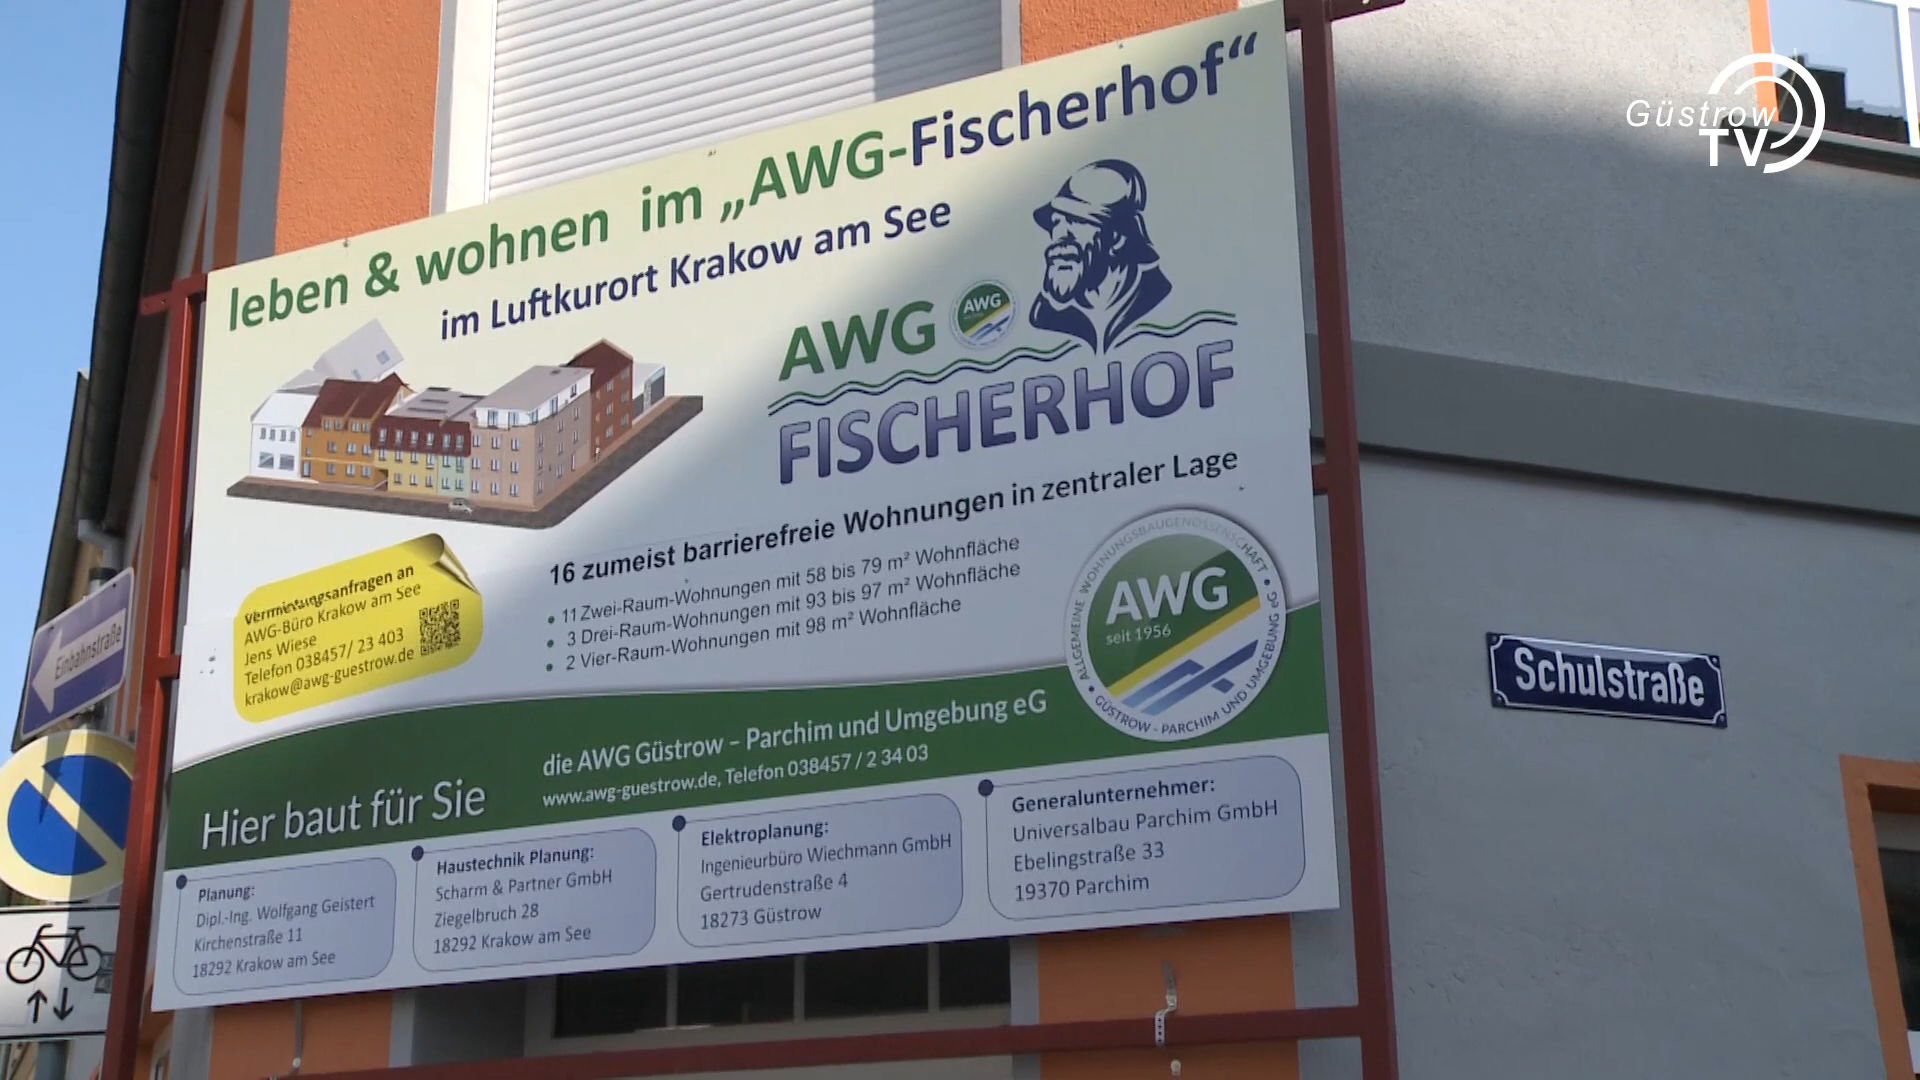 Güstrow
TV
leben & wohnen im „AWG-Fischerhof“
im Luftkurort Krakow am See
AWG
AWG
FISCHERHOF
16 zumeist barrierefreie Wohnungen in zentraler Lage
• 11 Zwei-Raum-Wohnungen mit 58 bis 79 m² Wohnfläche
• 3 Drei-Raum-Wohnungen mit 93 bis 97 m² Wohnfläche
• 2 Vier-Raum-Wohnungen mit 98 m² Wohnfläche
Vermietungsanfragen an
AWG-Büro Krakow am See
Jens Wiese
Telefon 038457/ 23 403
krakow@awg-guestrow.de
ALLGEMEINE WOHNUNGSBAUGENOSSENSCHAFT
AWG
seit 1956
GÜSTROW - PARCHIM UND UMGEBUNG eG
Hier baut für Sie
die AWG Güstrow – Parchim und Umgebung eG
www.awg-guestrow.de, Telefon 038457 / 2 34 03
Planung:
Dipl.-Ing. Wolfgang Geistert
Kirchenstraße 11
18292 Krakow am See
Haustechnik Planung:
Scharm & Partner GmbH
Ziegelbruch 28
18292 Krakow am See
Elektroplanung:
Ingenieurbüro Wiechmann GmbH
Gertrudenstraße 4
18273 Güstrow
Generalunternehmer:
Universalbau Parchim GmbH
Ebelingstraße 33
19370 Parchim
Einbahnstraße
Schulstraße